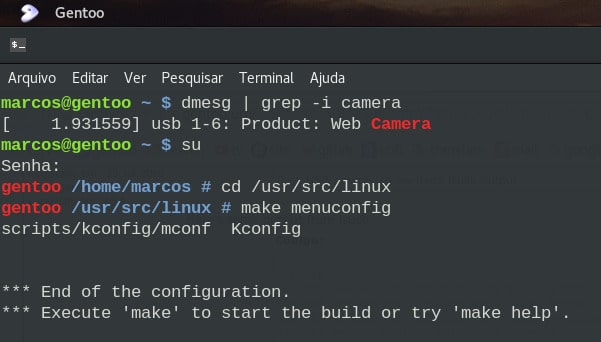 Gentoo
$_
Arquivo Editar Ver Pesquisar Terminal Ajuda
marcos@gentoo ~ $ dmesg | grep -i camera
[    1.931559] usb 1-6: Product: Web Camera
marcos@gentoo ~ $ su
Senha:
gentoo /home/marcos # cd /usr/src/linux
gentoo /usr/src/linux # make menuconfig
scripts/kconfig/mconf  Kconfig
*** End of the configuration.
*** Execute 'make' to start the build or try 'make help'.